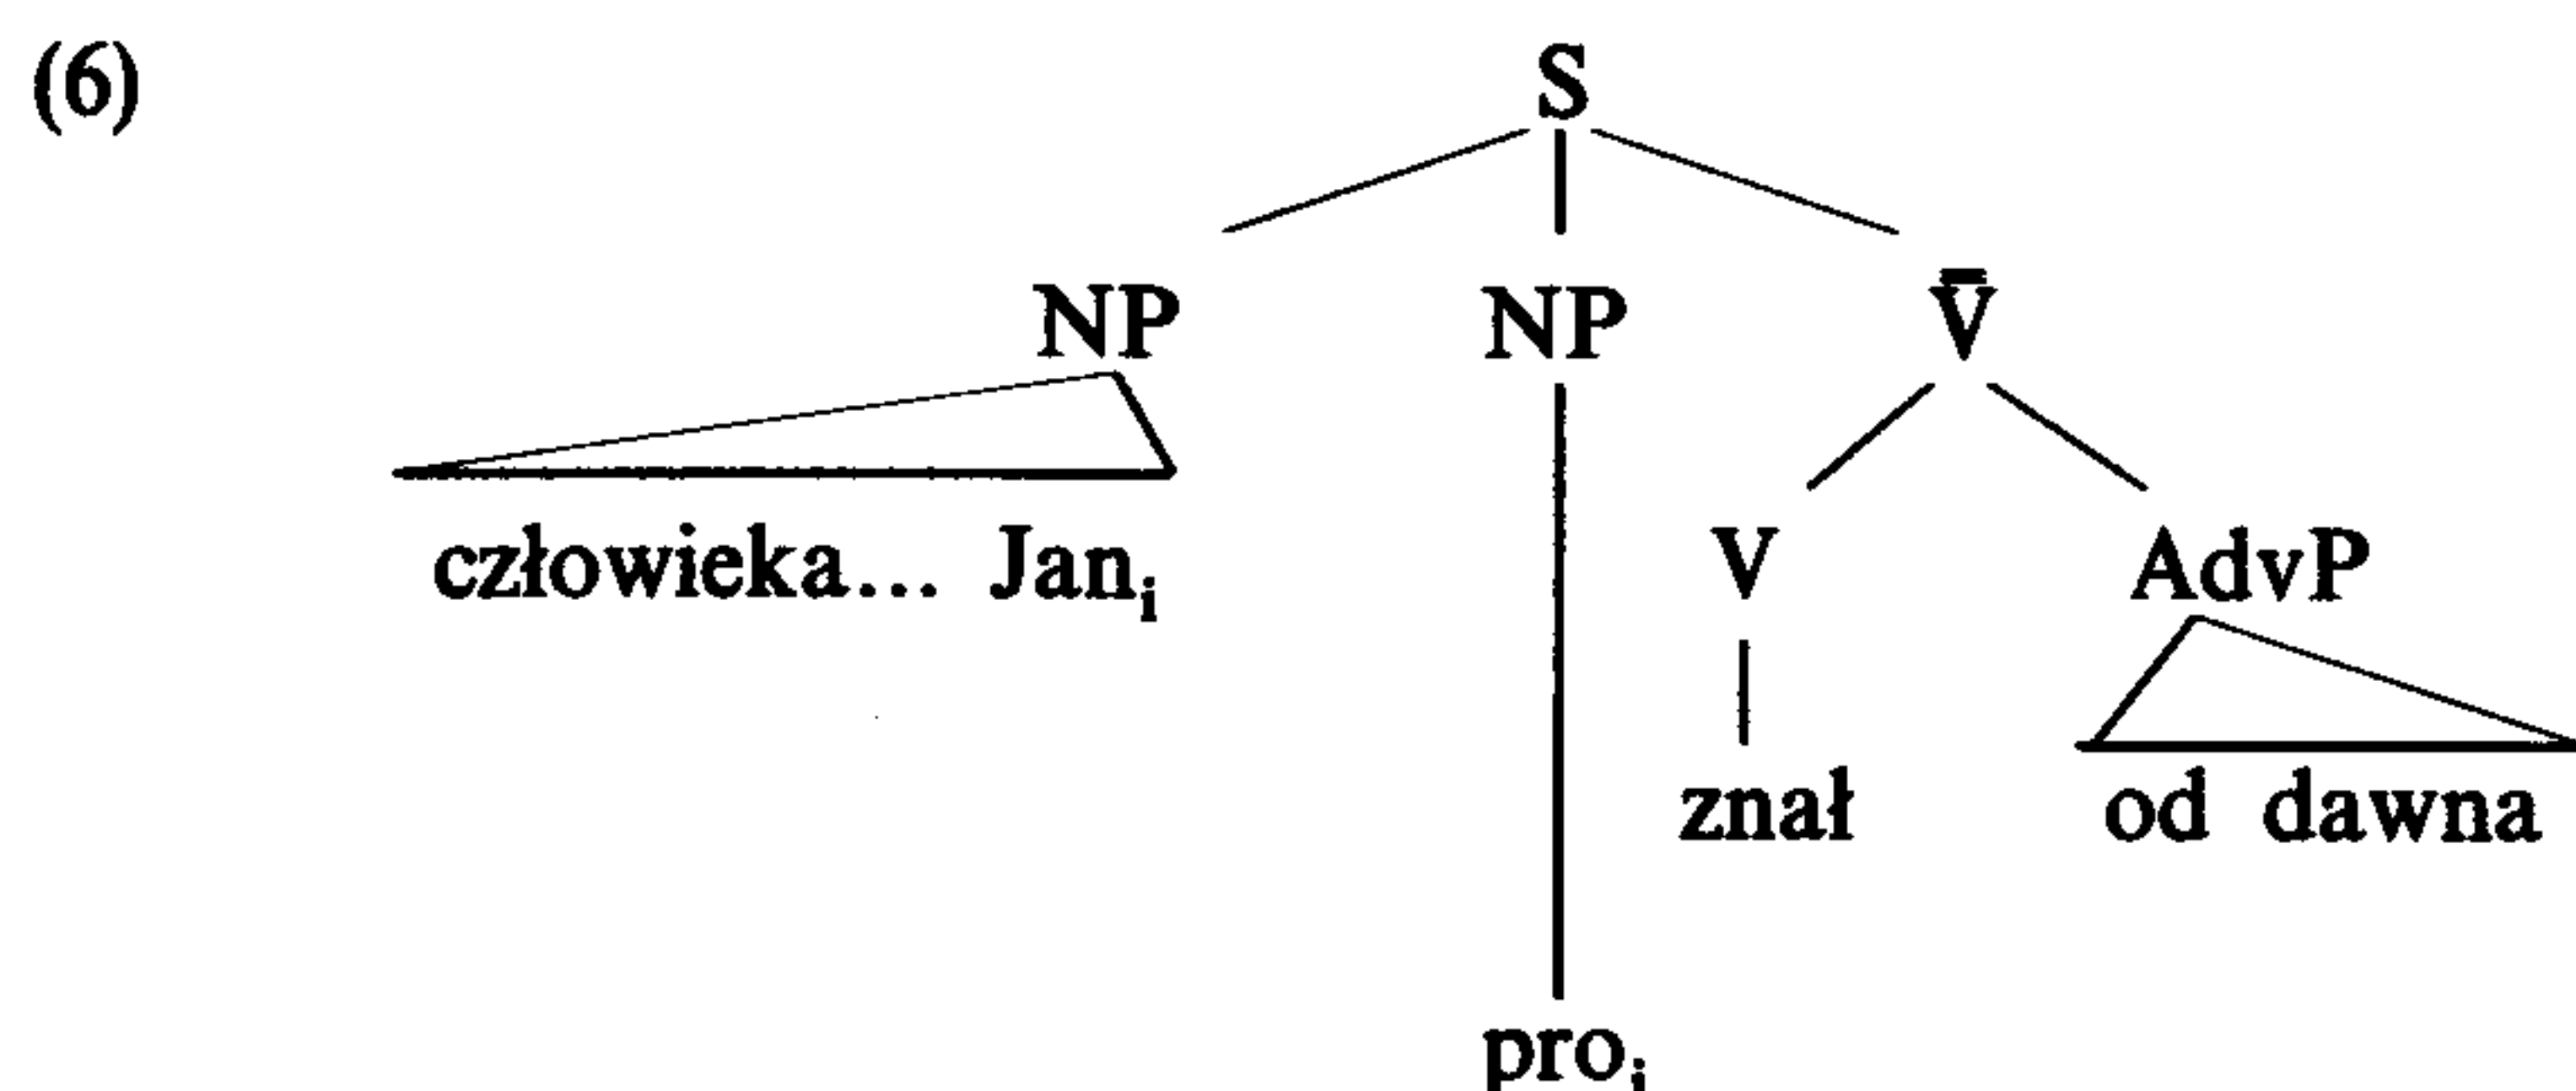 (6) S
NP NP V̄
człowieka... Janᵢ V AdvP
znał od dawna
proᵢ